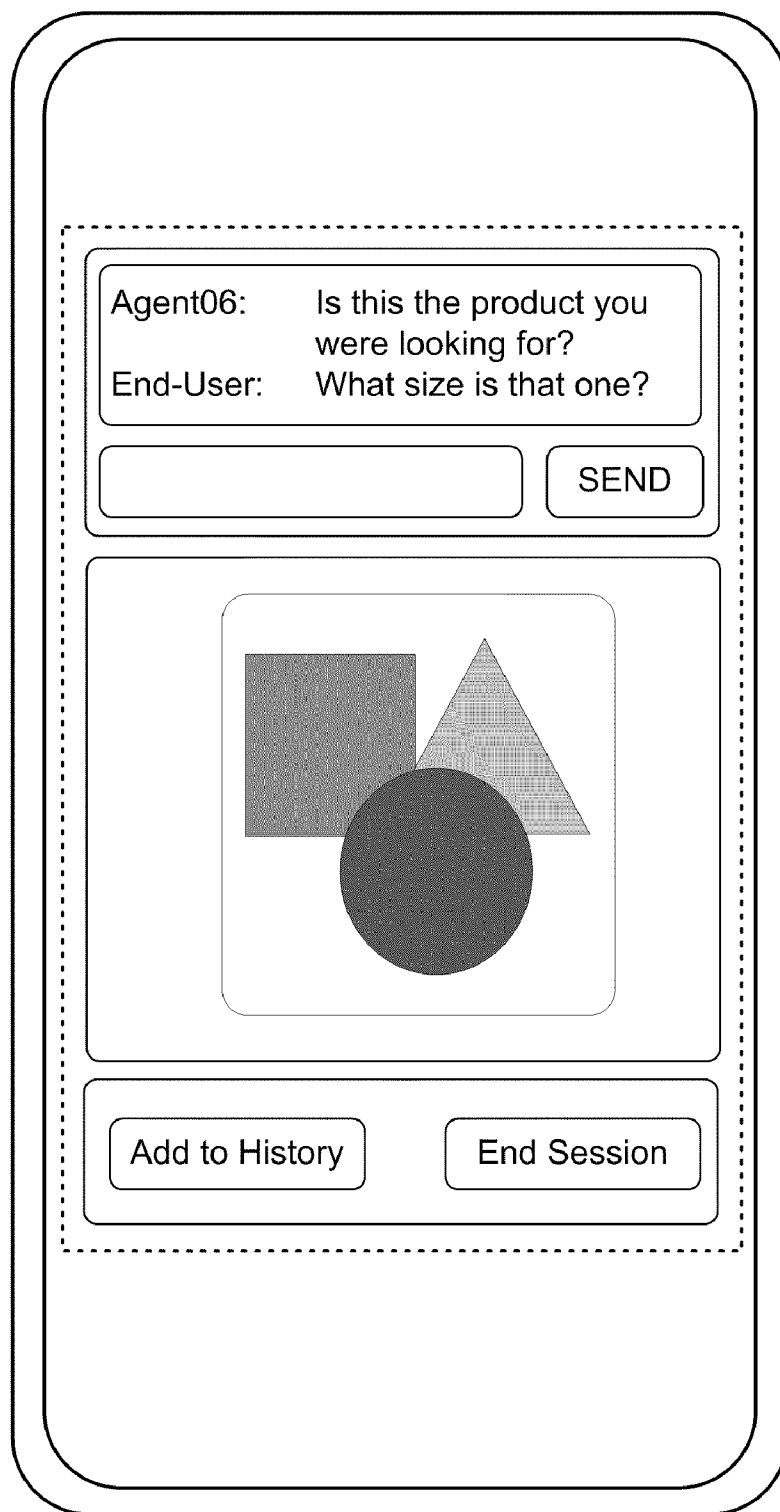 Agent06: Is this the product you
were looking for?
End-User: What size is that one?
SEND
Add to History
End Session